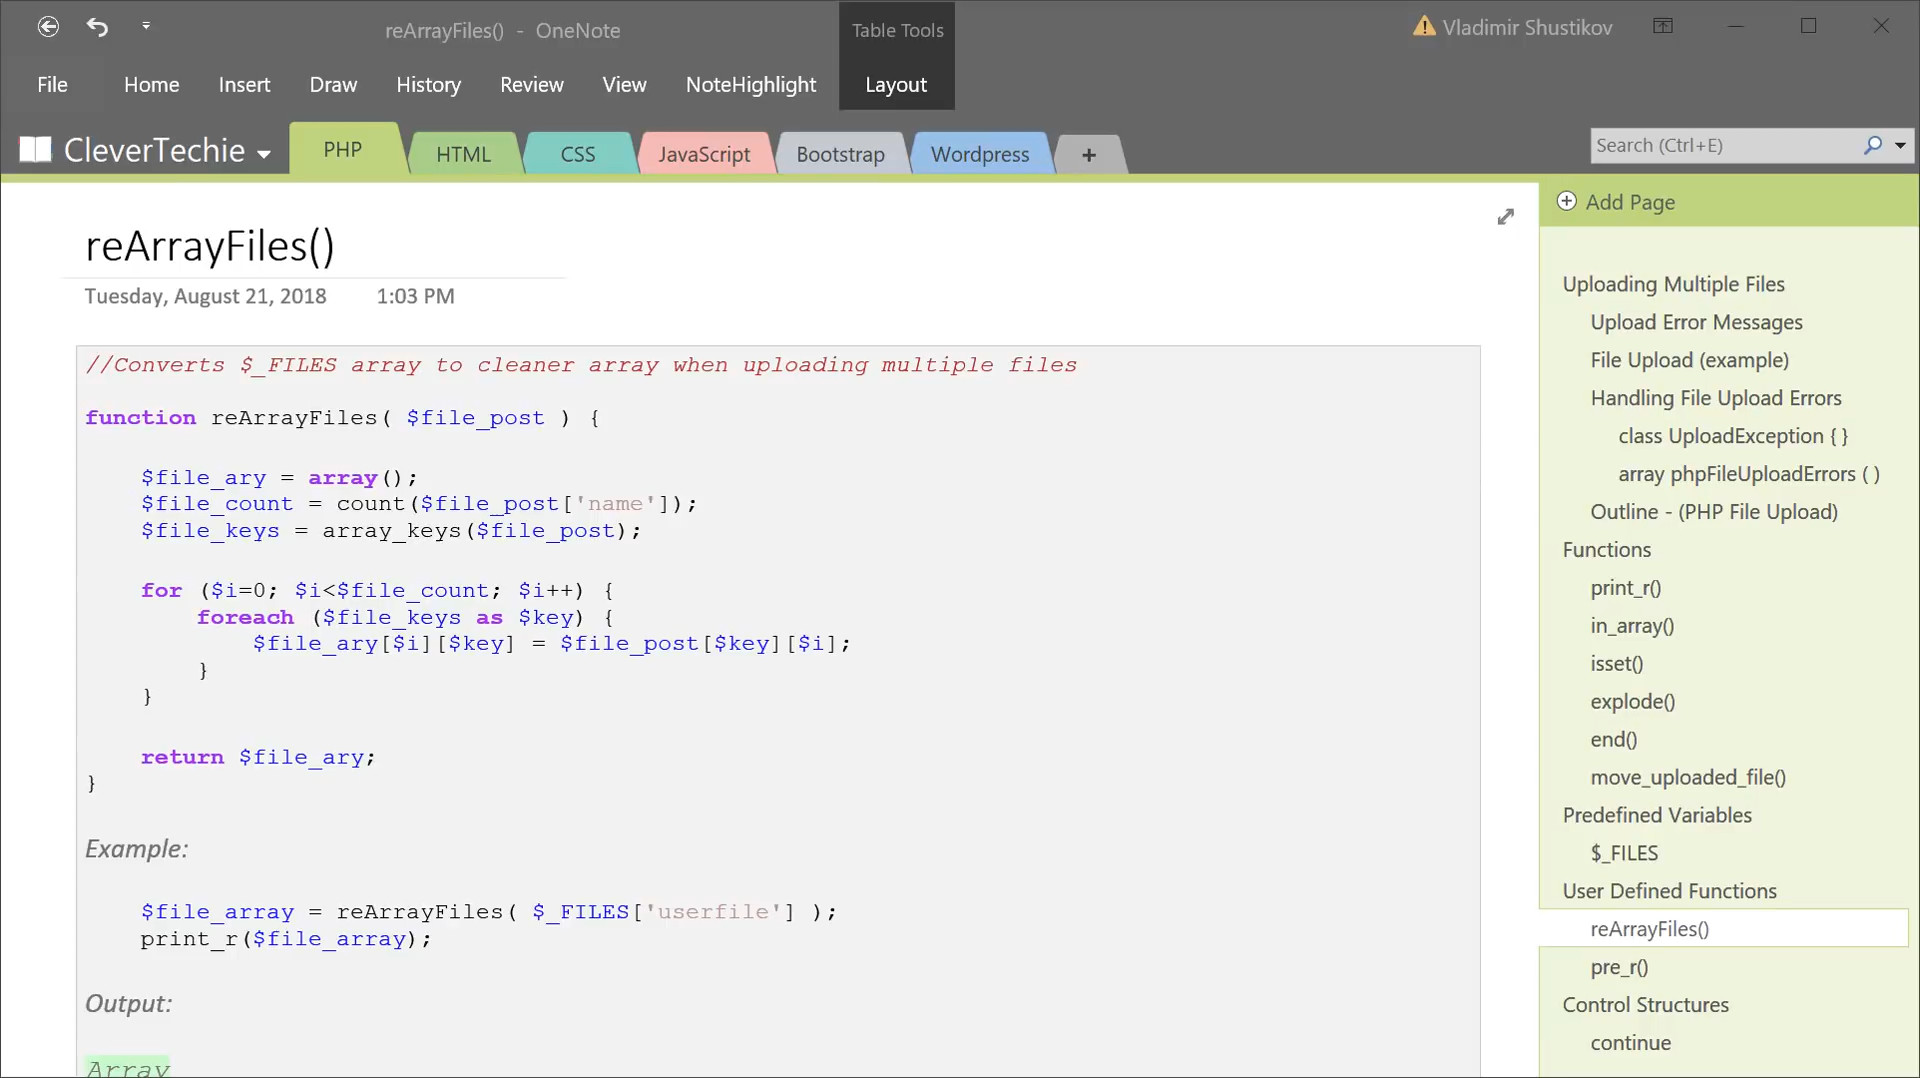 reArrayFiles() - OneNote
Table Tools
Vladimir Shustikov
File Home Insert Draw History Review View NoteHighlight Layout
CleverTechie
PHP HTML CSS JavaScript Bootstrap Wordpress +
Search (Ctrl+E)
reArrayFiles()
Tuesday, August 21, 2018 1:03 PM
//Converts $_FILES array to cleaner array when uploading multiple files
function reArrayFiles( $file_post ) {
$file_ary = array();
$file_count = count($file_post['name']);
$file_keys = array_keys($file_post);
for ($i=0; $i<$file_count; $i++) {
foreach ($file_keys as $key) {
$file_ary[$i][$key] = $file_post[$key][$i];
}
}
return $file_ary;
}
Example:
$file_array = reArrayFiles( $_FILES['userfile'] );
print_r($file_array);
Output:
Array
Add Page
Uploading Multiple Files
Upload Error Messages
File Upload (example)
Handling File Upload Errors
class UploadException { }
array phpFileUploadErrors ( )
Outline - (PHP File Upload)
Functions
print_r()
in_array()
isset()
explode()
end()
move_uploaded_file()
Predefined Variables
$_FILES
User Defined Functions
reArrayFiles()
pre_r()
Control Structures
continue